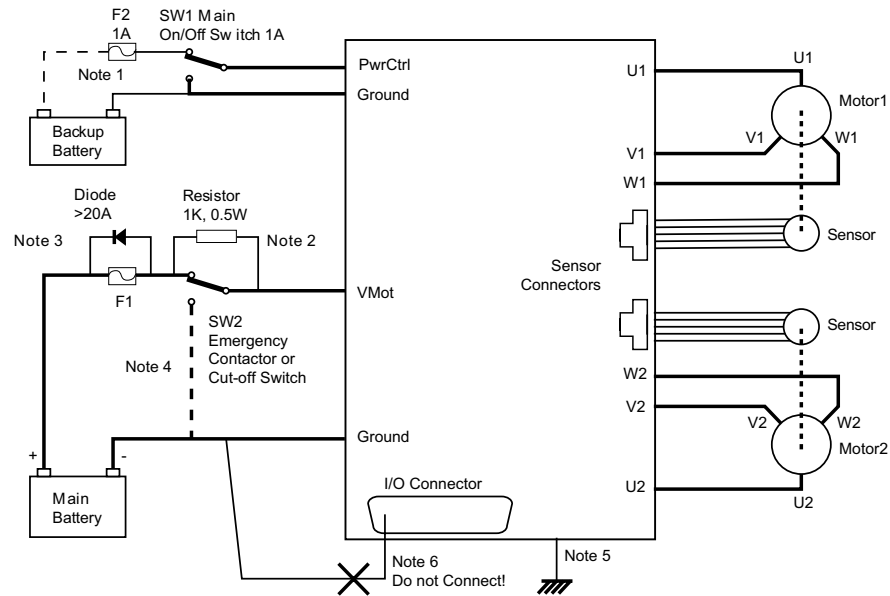 F2
1A
SW1 Main
On/Off Switch 1A
Note 1
Backup
Battery
PwrCtrl
Ground
U1
U1
Motor1
V1
W1
V1
W1
Diode
>20A
Resistor
1K, 0.5W
Note 3
Note 2
F1
VMot
SW2
Emergency
Contactor or
Cut-off Switch
Note 4
Sensor
Connectors
Sensor
Sensor
W2
V2
V2
W2
Motor2
U2
U2
Ground
+
-
Main
Battery
I/O Connector
Note 6
Do not Connect!
Note 5